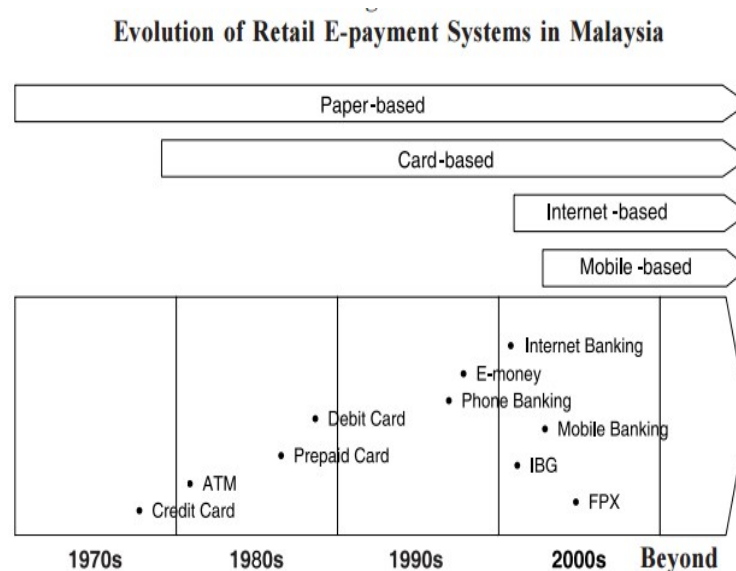 Evolution of Retail E-payment Systems in Malaysia
Paper-based
Card-based
Internet -based
Mobile -based
Internet Banking
E-money
Phone Banking
Debit Card
Mobile Banking
Prepaid Card
IBG
ATM
FPX
Credit Card
1970s 1980s 1990s 2000s Beyond